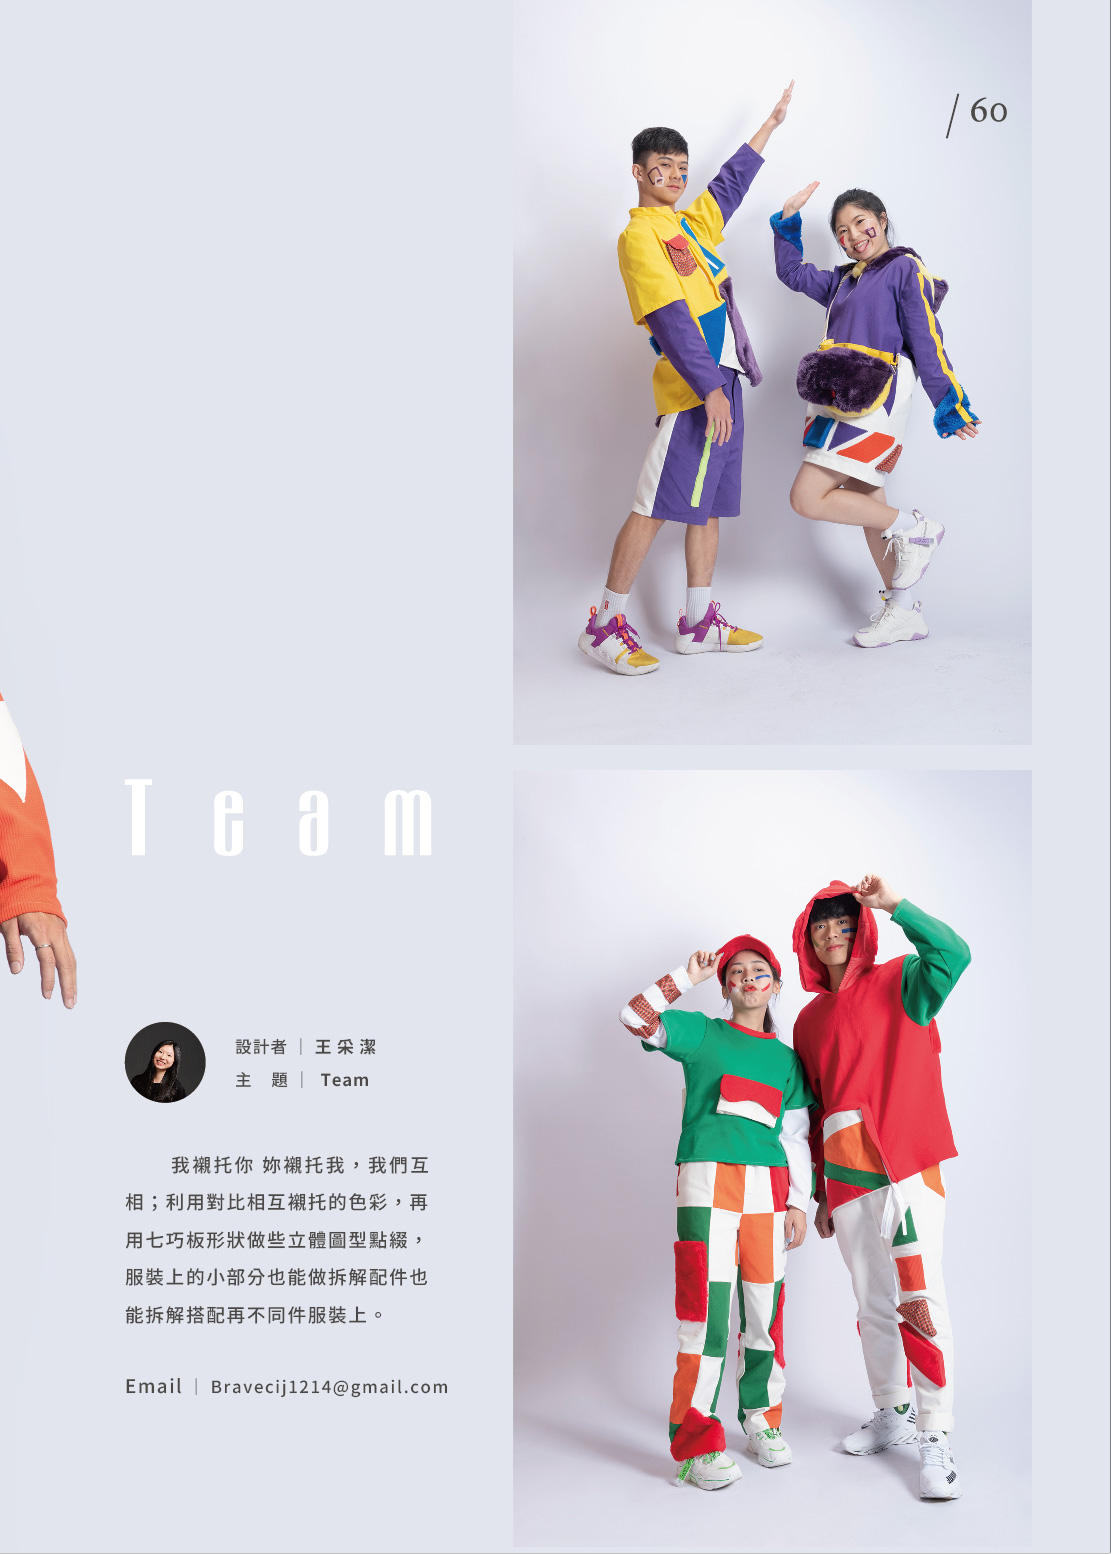 / 60
Team
設計者｜王采潔
主　題｜Team
我襯托你 妳襯托我，我們互
相；利用對比相互襯托的色彩，再
用七巧板形狀做些立體圖型點綴，
服裝上的小部分也能做拆解配件也
能拆解搭配再不同件服裝上。
Email｜Bravecij1214@gmail.com